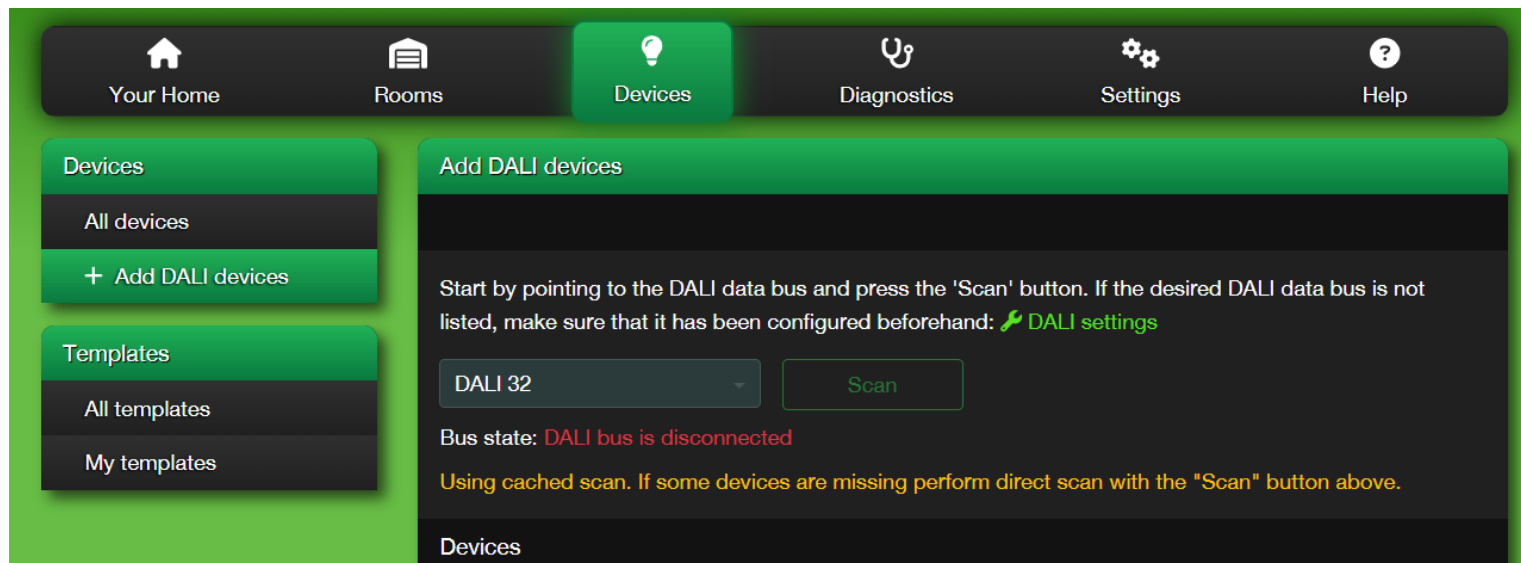 Your Home
Rooms
Devices
Diagnostics
Settings
Help
Devices
All devices
+ Add DALI devices
Templates
All templates
My templates
Add DALI devices
Start by pointing to the DALI data bus and press the 'Scan' button. If the desired DALI data bus is not
listed, make sure that it has been configured beforehand: DALI settings
DALI 32
Scan
Bus state: DALI bus is disconnected
Using cached scan. If some devices are missing perform direct scan with the "Scan" button above.
Devices